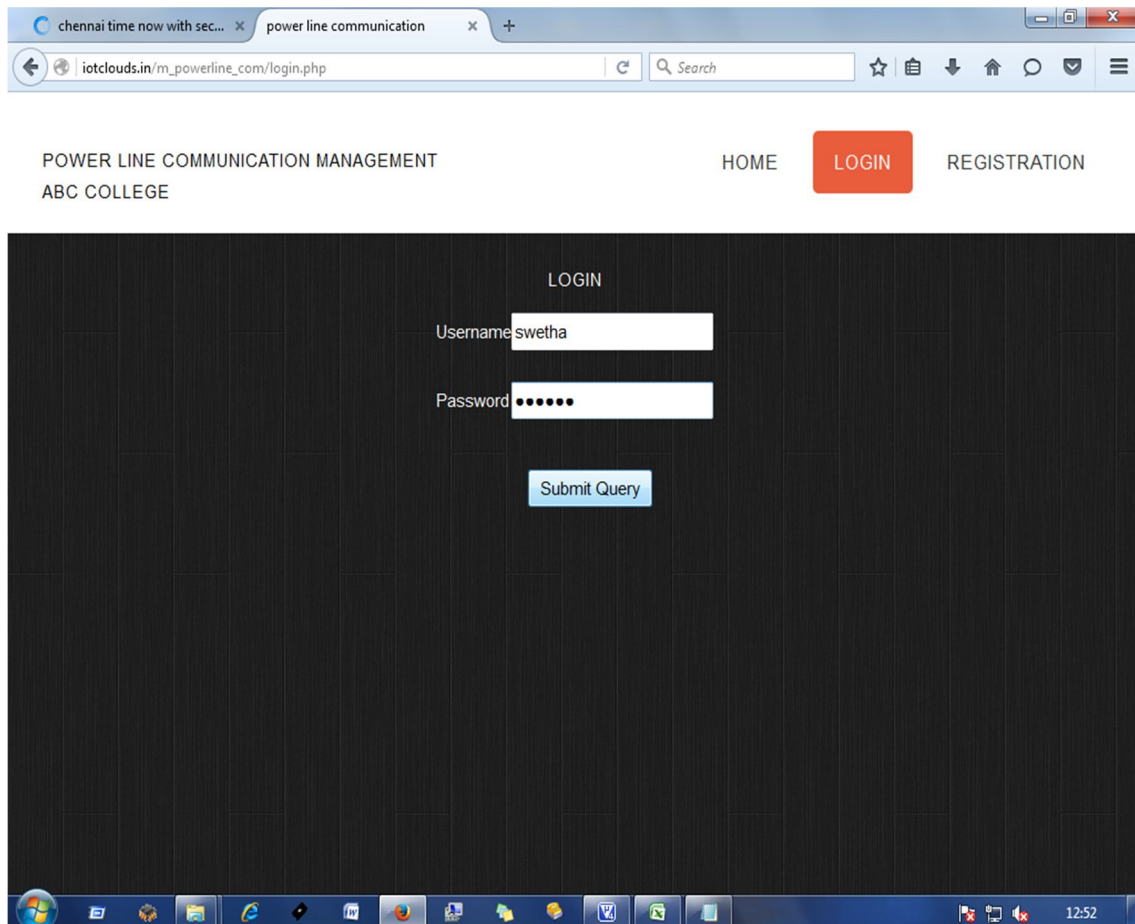 chennai time now with sec...
power line communication
iotclouds.in/m_powerline_com/login.php
Search
POWER LINE COMMUNICATION MANAGEMENT
ABC COLLEGE
HOME
LOGIN
REGISTRATION
LOGIN
Username swetha
Password ••••••
Submit Query
12:52